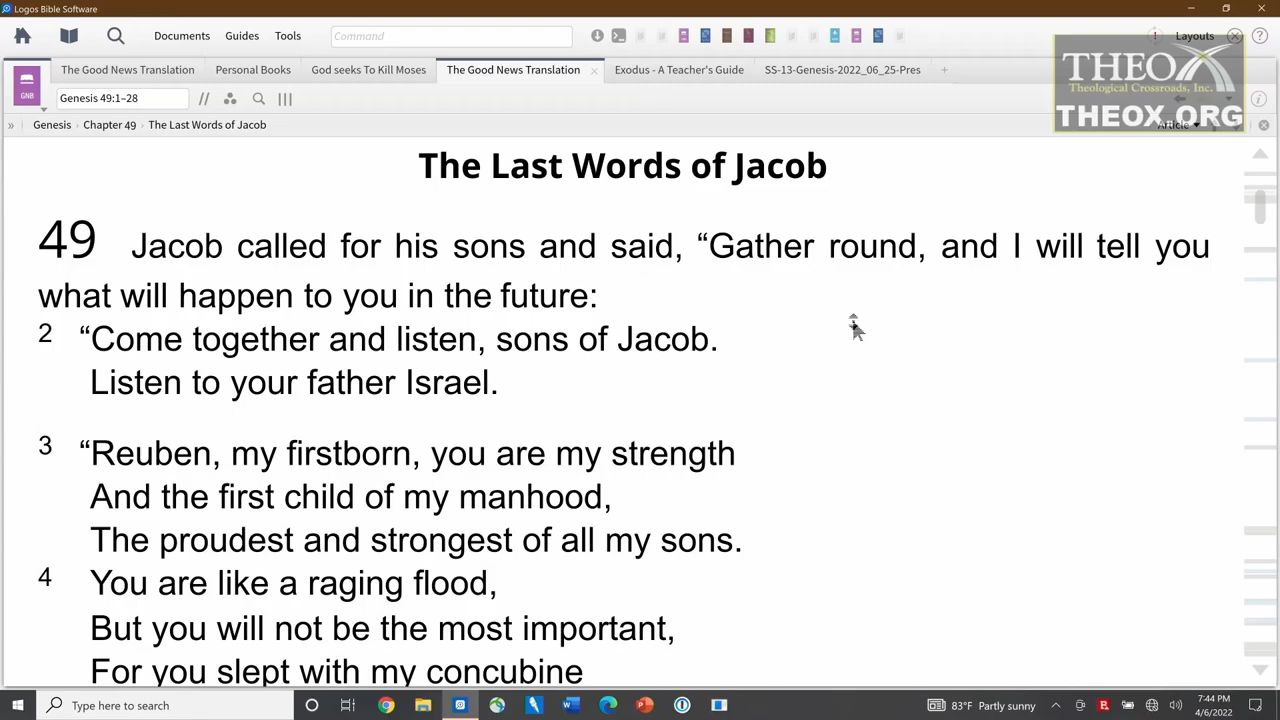 Logos Bible Software
Documents Guides Tools Command Layouts
The Good News Translation Personal Books God seeks To Kill Moses The Good News Translation Exodus - A Teacher's Guide SS-13-Genesis-2022_06_25-Pres
THEOX
Theological Crossroads, Inc.
THEOX.ORG
GNB
Genesis 49:1–28
Genesis Chapter 49 The Last Words of Jacob Article
The Last Words of Jacob
49 Jacob called for his sons and said, “Gather round, and I will tell you
what will happen to you in the future:
2 “Come together and listen, sons of Jacob.
Listen to your father Israel.
3 “Reuben, my firstborn, you are my strength
And the first child of my manhood,
The proudest and strongest of all my sons.
4 You are like a raging flood,
But you will not be the most important,
For you slept with my concubine
Type here to search
83°F Partly sunny
7:44 PM
4/6/2022